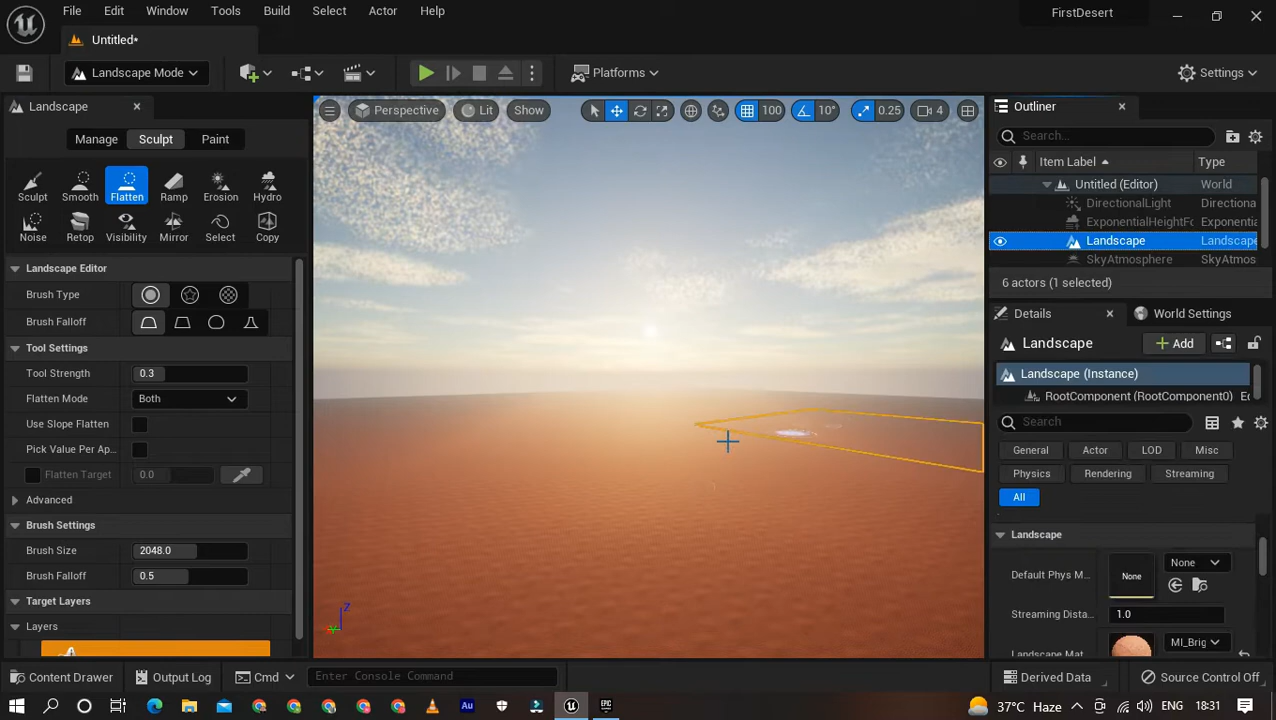 File Edit Window Tools Build Select Actor Help
FirstDesert
Untitled*
Landscape Mode
Platforms
Settings
Landscape
Perspective
Lit
Show
100
10°
0.25
4
Outliner
Manage
Sculpt
Paint
Search...
Item Label
Type
Sculpt
Smooth
Flatten
Ramp
Erosion
Hydro
Untitled (Editor)
World
DirectionalLight
Directiona
ExponentialHeightFo
Exponentia
Noise
Retop
Visibility
Mirror
Select
Copy
Landscape
Landscape
SkyAtmosphere
SkyAtmos
6 actors (1 selected)
Landscape Editor
Brush Type
Brush Falloff
Tool Settings
Tool Strength
0.3
Flatten Mode
Both
Use Slope Flatten
Pick Value Per Ap...
Flatten Target
0.0
Advanced
Brush Settings
Brush Size
2048.0
Brush Falloff
0.5
Target Layers
Layers
Details
World Settings
Landscape
Add
Landscape (Instance)
RootComponent (RootComponent0)
Ec
Search
General
Actor
LOD
Misc
Physics
Rendering
Streaming
All
Landscape
Default Phys M...
None
None
Streaming Dista...
1.0
Landscape Mat
MI_Brig
Z
Y
Content Drawer
Output Log
Cmd
Enter Console Command
Derived Data
Source Control Off
Au
EPIC
37°C Haze
ENG
18:31